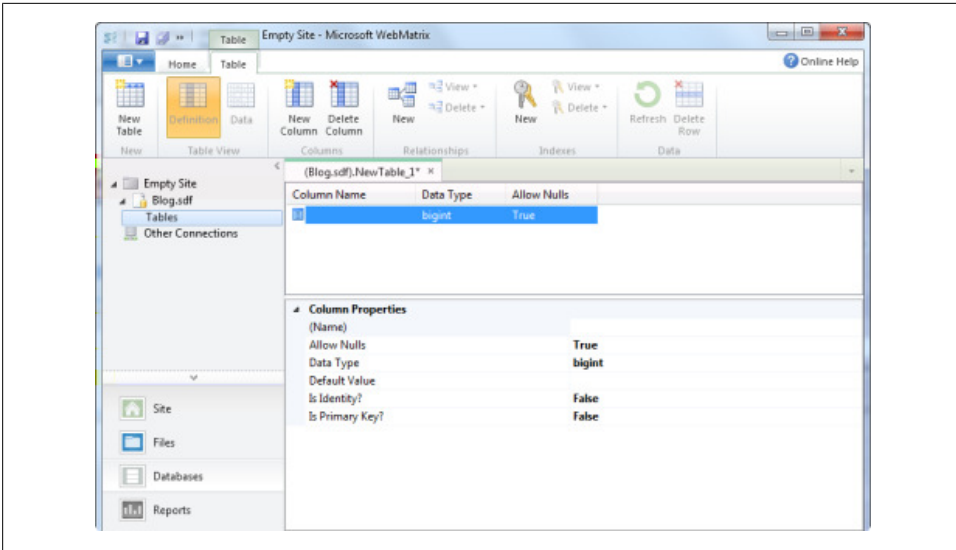 Table
Empty Site - Microsoft WebMatrix
Home
Table
Online Help
New Table
Definition
Data
New Column
Delete Column
New
View
Delete
New
View
Delete
Refresh
Delete Row
New
Table View
Columns
Relationships
Indexes
Data
Empty Site
Blog.sdf
Tables
Other Connections
(Blog.sdf).NewTable_1* ×
Column Name Data Type Allow Nulls
bigint True
Column Properties
(Name)
Allow Nulls True
Data Type bigint
Default Value
Is Identity? False
Is Primary Key? False
Site
Files
Databases
Reports